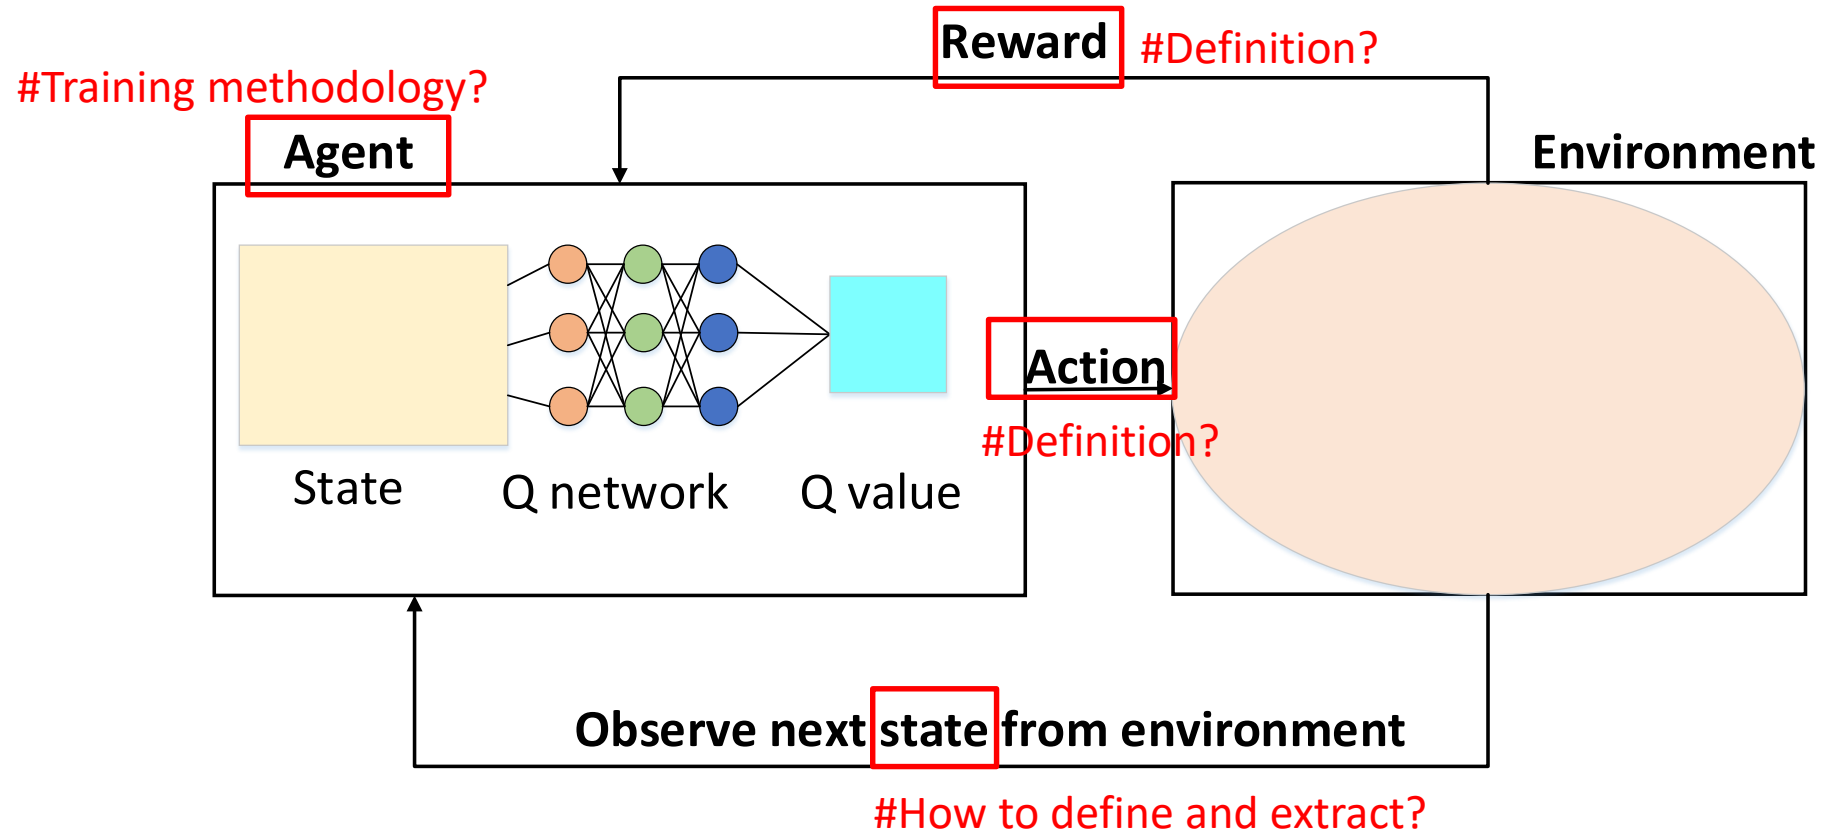 Reward #Definition?
#Training methodology?
Agent
Environment
Action
#Definition?
State
Q network
Q value
Observe next state from environment
#How to define and extract?